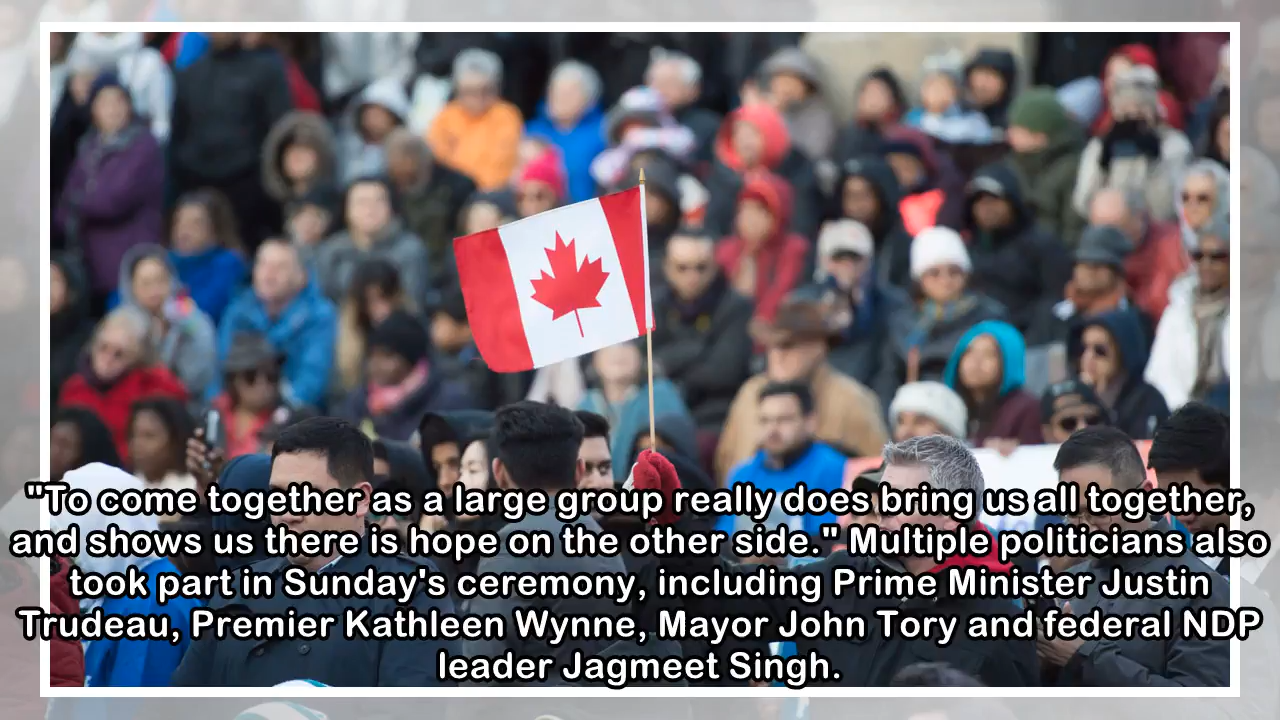 "To come together as a large group really does bring us all together,
and shows us there is hope on the other side." Multiple politicians also
took part in Sunday's ceremony, including Prime Minister Justin
Trudeau, Premier Kathleen Wynne, Mayor John Tory and federal NDP
leader Jagmeet Singh.